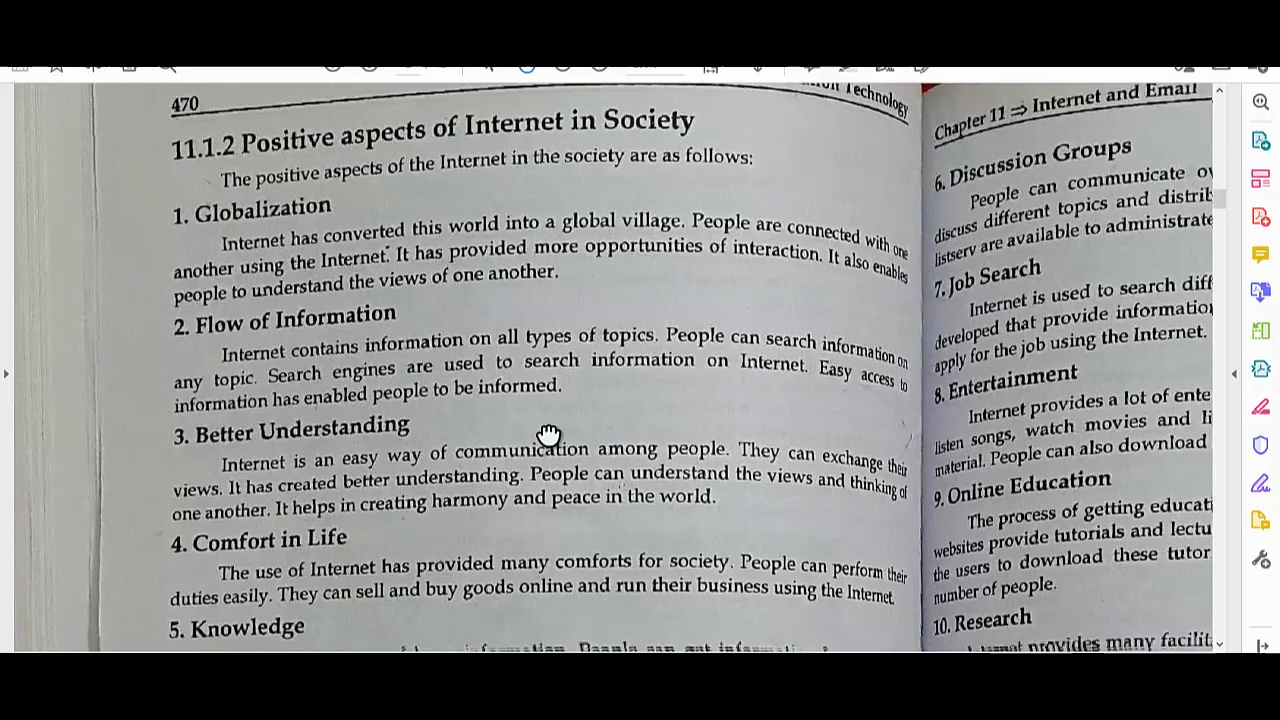 470
Technology
11.1.2 Positive aspects of Internet in Society
The positive aspects of the Internet in the society are as follows:
1. Globalization
Internet has converted this world into a global village. People are connected with one
another using the Internet. It has provided more opportunities of interaction. It also enables
people to understand the views of one another.
2. Flow of Information
Internet contains information on all types of topics. People can search information on
any topic. Search engines are used to search information on Internet. Easy access to
information has enabled people to be informed.
3. Better Understanding
Internet is an easy way of communication among people. They can exchange their
views. It has created better understanding. People can understand the views and thinking of
one another. It helps in creating harmony and peace in the world.
4. Comfort in Life
The use of Internet has provided many comforts for society. People can perform their
duties easily. They can sell and buy goods online and run their business using the Internet.
5. Knowledge
Chapter 11 ⇒ Internet and Email
6. Discussion Groups
People can communicate
discuss different topics and
listserv are available to
7. Job Search
Internet is used to search
developed that provide
apply for the job using the Internet.
8. Entertainment
Internet provides a lot of
listen songs, watch movies and
material. People can also download
9. Online Education
The process of getting
websites provide tutorials and
the users to download these
number of people.
10. Research
provides many